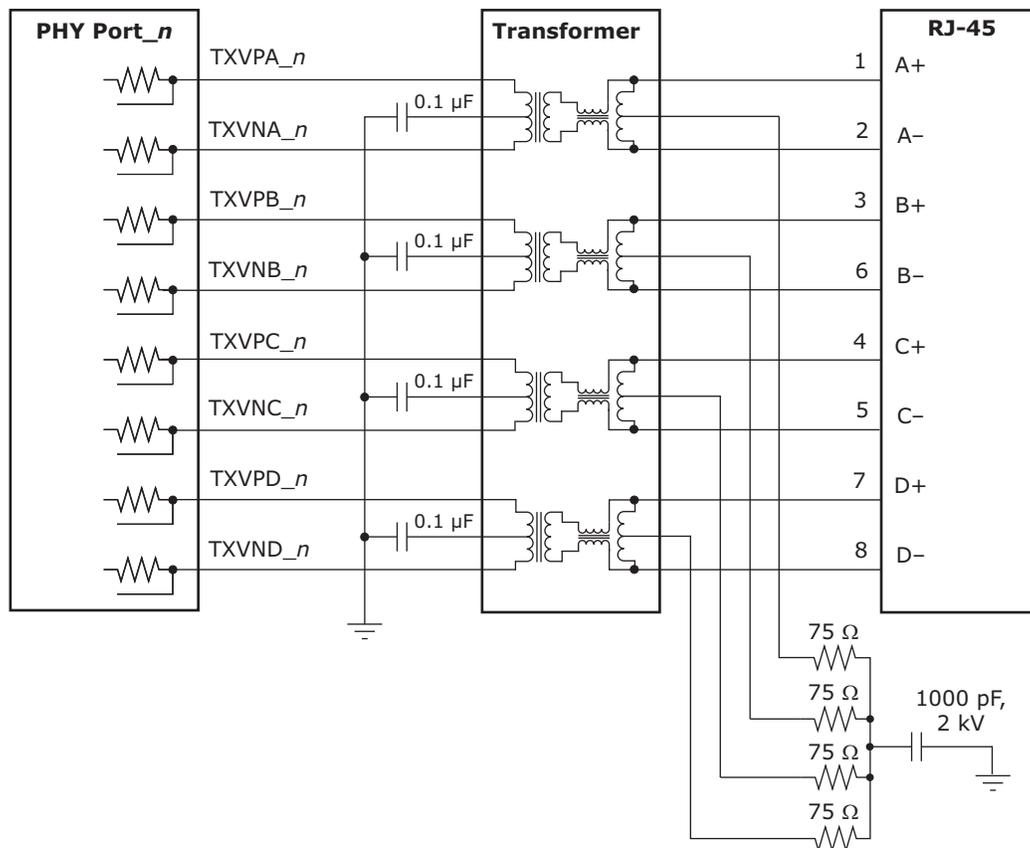 PHY Port_n
Transformer
RJ-45
TXVPA_n
0.1 µF
1
A+
TXVNA_n
2
A−
TXVPB_n
0.1 µF
3
B+
TXVNB_n
6
B−
TXVPC_n
0.1 µF
4
C+
TXVNC_n
5
C−
TXVPD_n
0.1 µF
7
D+
TXVND_n
8
D−
75 Ω
75 Ω
75 Ω
75 Ω
1000 pF,
2 kV